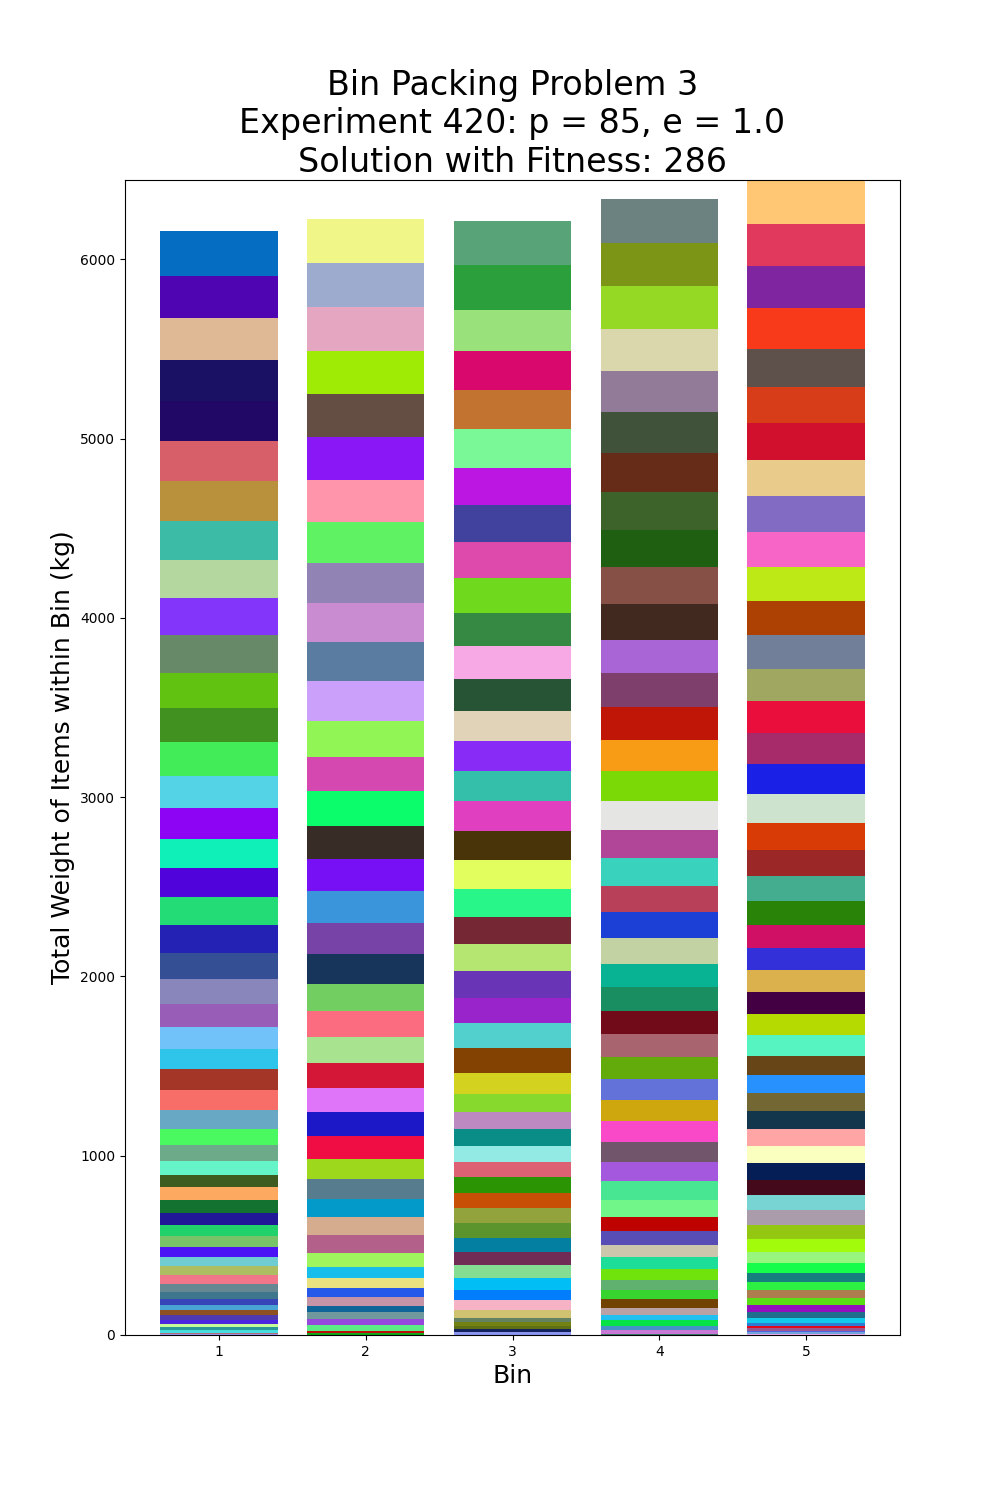 Bin Packing Problem 3
Experiment 420: p = 85, e = 1.0
Solution with Fitness: 286
Total Weight of Items within Bin (kg)
6000
5000
4000
3000
2000
1000
0
1 2 3 4 5
Bin